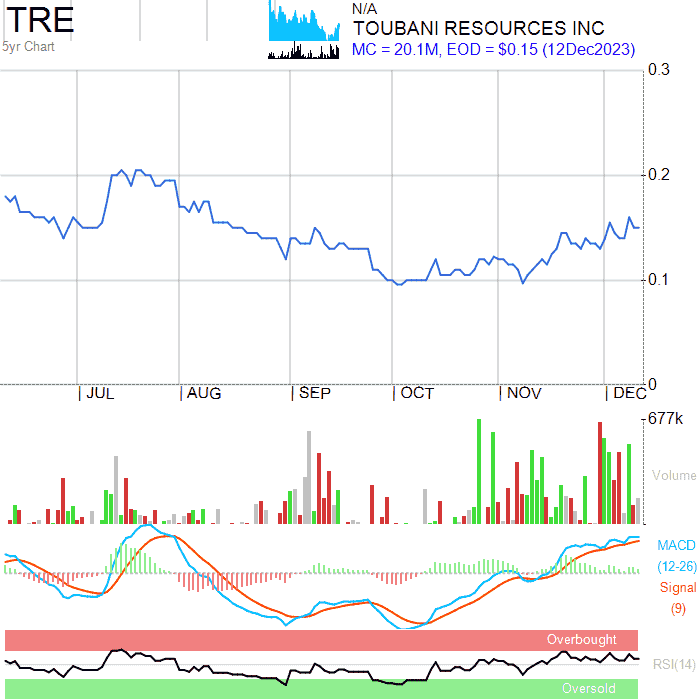 TRE
N/A
TOUBANI RESOURCES INC
5yr Chart
MC = 20.1M, EOD = $0.15 (12Dec2023)
0.3
0.2
0.1
0
| JUL
| AUG
| SEP
| OCT
| NOV
| DEC
677k
Volume
MACD
(12-26)
Signal
(9)
Overbought
RSI(14)
Oversold